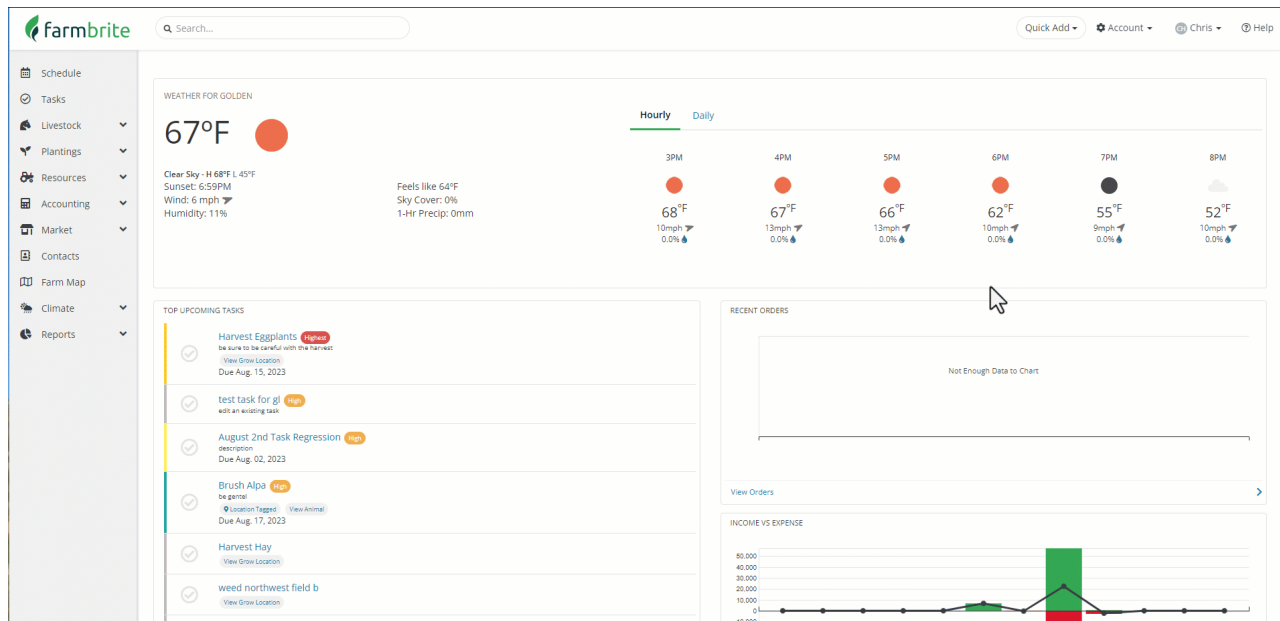 farmbrite
Search...
Quick Add
Account
CH Chris
Help
Schedule
Tasks
Livestock
Plantings
Resources
Accounting
Market
Contacts
Farm Map
Climate
Reports
WEATHER FOR GOLDEN
67°F
Clear Sky - H 68°F L 45°F
Sunset: 6:59PM
Wind: 6 mph
Humidity: 11%
Feels like 64°F
Sky Cover: 0%
1-Hr Precip: 0mm
Hourly Daily
3PM 4PM 5PM 6PM 7PM 8PM
68°F 67°F 66°F 62°F 55°F 52°F
10mph 13mph 13mph 10mph 9mph 10mph
0.0% 0.0% 0.0% 0.0% 0.0% 0.0%
TOP UPCOMING TASKS
Harvest Eggplants Highest
be sure to be careful with the harvest
View Grow Location
Due Aug. 15, 2023
test task for gl High
edit an existing task
August 2nd Task Regression High
description
Due Aug. 02, 2023
Brush Alpa High
be gental
Location Tagged View Animal
Due Aug. 17, 2023
Harvest Hay
View Grow Location
weed northwest field b
View Grow Location
RECENT ORDERS
Not Enough Data to Chart
View Orders
INCOME VS EXPENSE
50,000
40,000
30,000
20,000
10,000
0